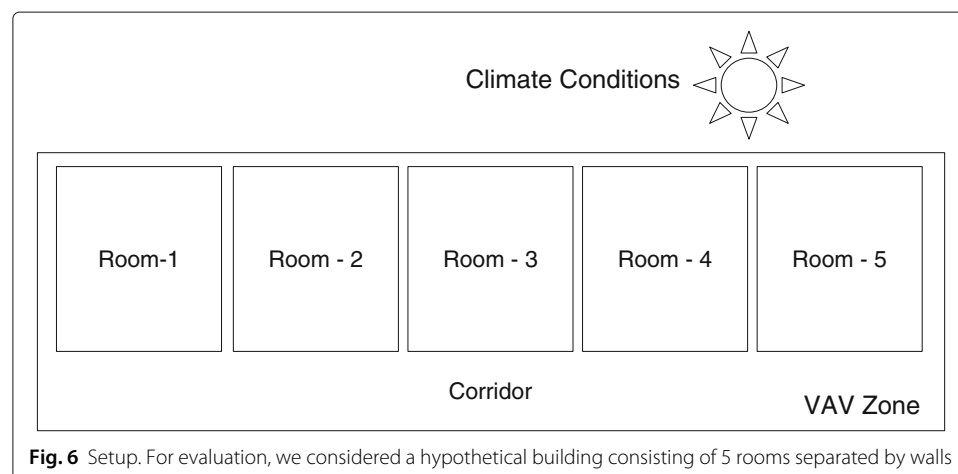 Climate Conditions
Room-1 Room - 2 Room - 3 Room - 4 Room - 5
Corridor
VAV Zone
Fig. 6 Setup. For evaluation, we considered a hypothetical building consisting of 5 rooms separated by walls